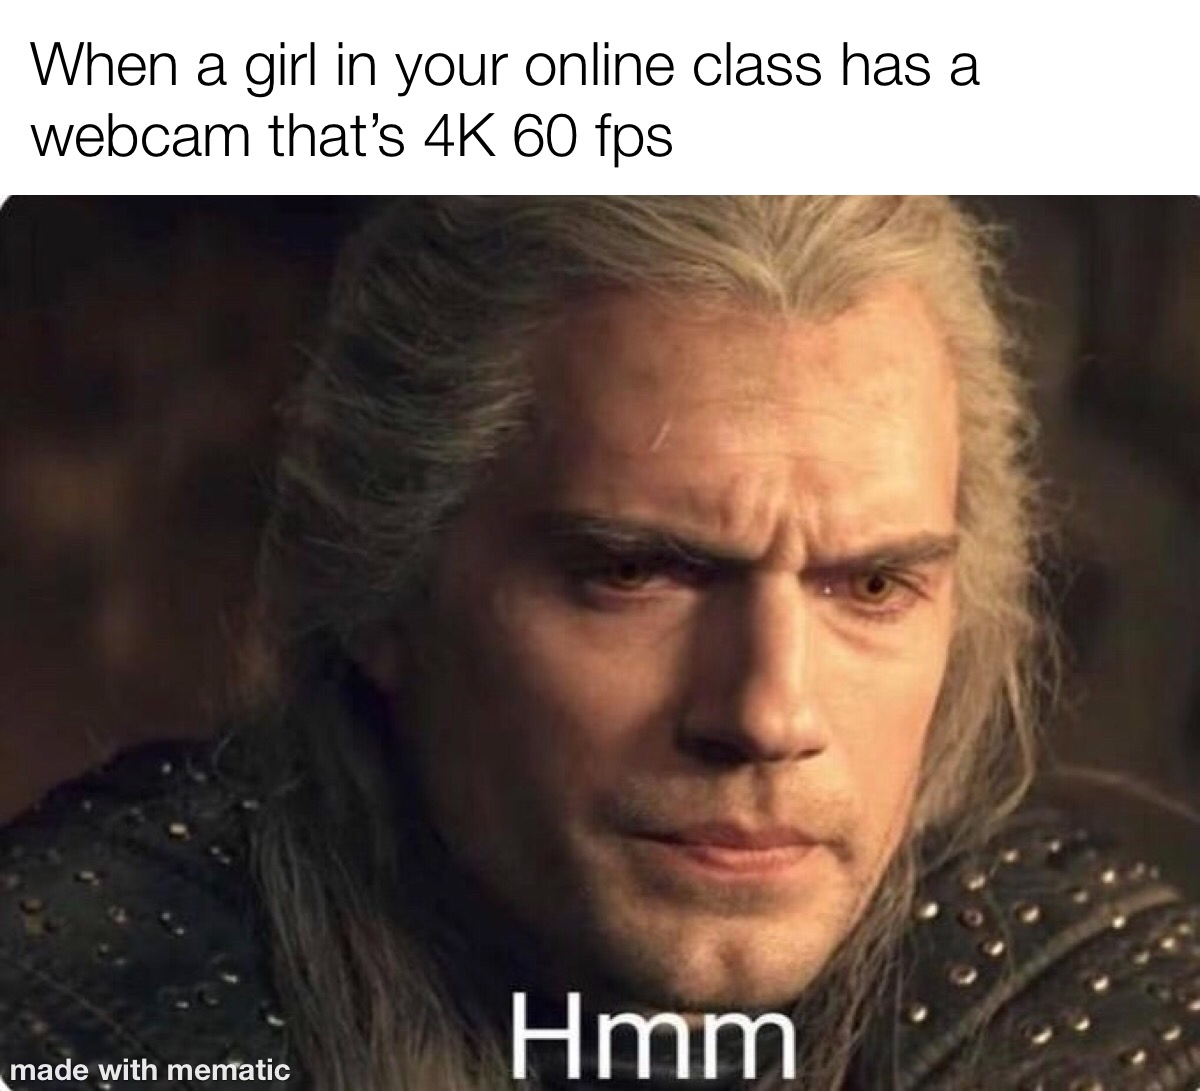 When a girl in your online class has a
webcam that’s 4K 60 fps
Hmm
made with mematic